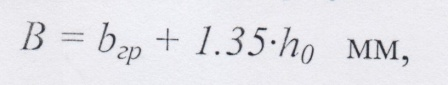 B = b_гр + 1.35·h_0 мм,